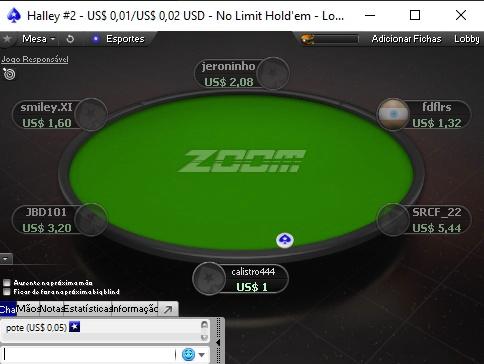 Halley #2 - US$ 0,01/US$ 0,02 USD - No Limit Hold'em - Lo...
Mesa Esportes Adicionar Fichas Lobby
Jogo Responsável
jeroninho
US$ 2,08
smiley.XI
US$ 1,60
fdflrs
US$ 1,32
ZOOM
JBD101
US$ 3,20
SRCF_22
US$ 5,44
calistro444
US$ 1
Ausente na próxima mão
Ficar de fora na próxima big blind
Cha Mãos Notas Estatísticas Informação
pote (US$ 0,05)